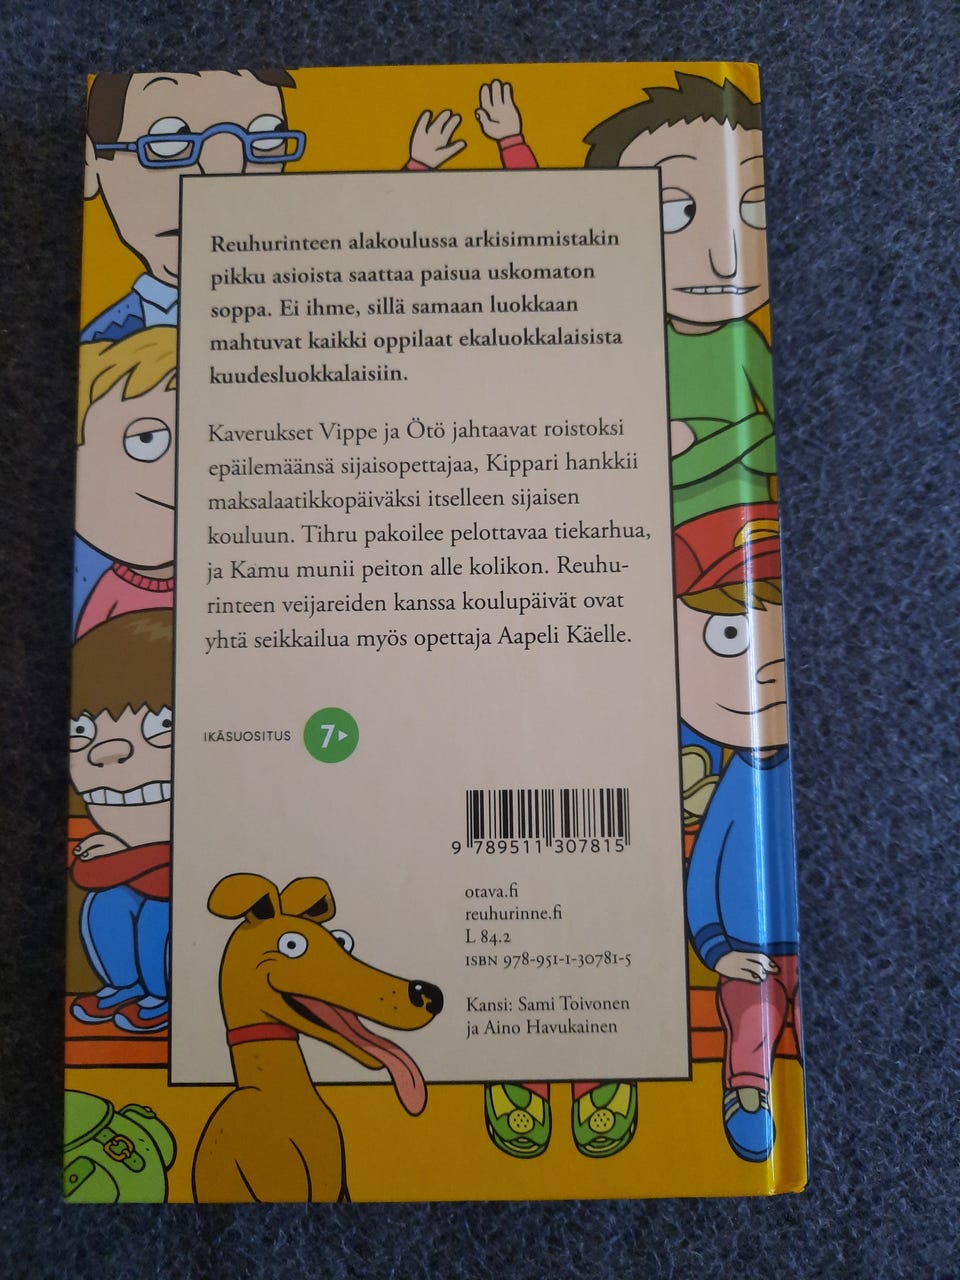 Reuhurinteen alakoulussa arkisimmistakin
pikku asioista saattaa paisua uskomaton
soppa. Ei ihme, sillä samaan luokkaan
mahtuvat kaikki oppilaat ekaluokkalaisista
kuudesluokkalaisiin.
Kaverukset Vippe ja Ötö jahtaavat roistoksi
epäilemäänsä sijaisopettajaa, Kippari hankkii
maksalaatikkopäiväksi itselleen sijaisen
kouluun. Tihru pakoilee pelottavaa tiekarhua,
ja Kamu munii peiton alle kolikon. Reuhu-
rinteen veijareiden kanssa koulupäivät ovat
yhtä seikkailua myös opettaja Aapeli Käelle.
IKÄSUOSITUS 7
9 789511 307815
otava.fi
reuhurinne.fi
L 84.2
ISBN 978-951-1-30781-5
Kansi: Sami Toivonen
ja Aino Havukainen